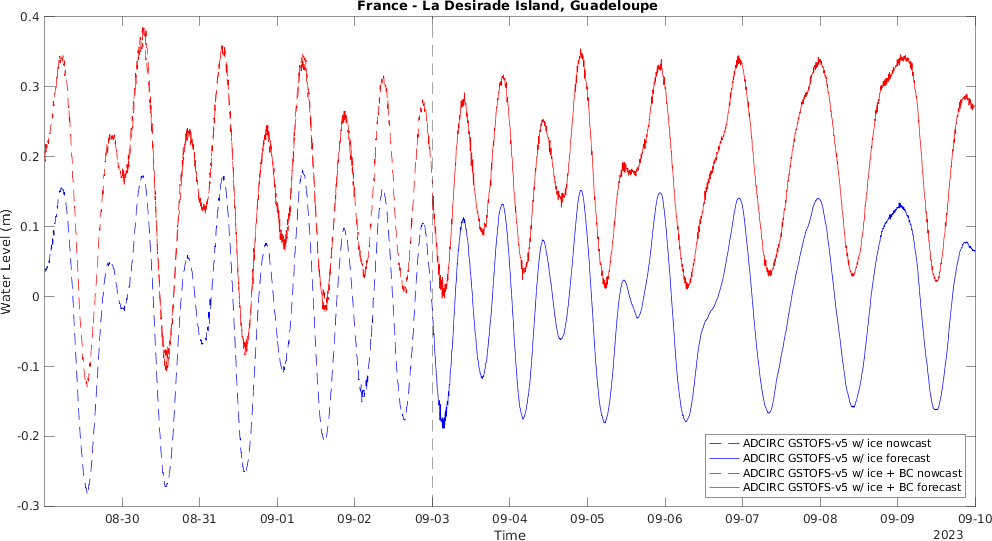 France - La Desirade Island, Guadeloupe
0.4
0.3
0.2
0.1
0
-0.1
-0.2
-0.3
Water Level (m)
ADCIRC GSTOFS-v5 w/ ice nowcast
ADCIRC GSTOFS-v5 w/ ice forecast
ADCIRC GSTOFS-v5 w/ ice + BC nowcast
ADCIRC GSTOFS-v5 w/ ice + BC forecast
08-30 08-31 09-01 09-02 09-03 09-04 09-05 09-06 09-07 09-08 09-09 09-10
Time
2023